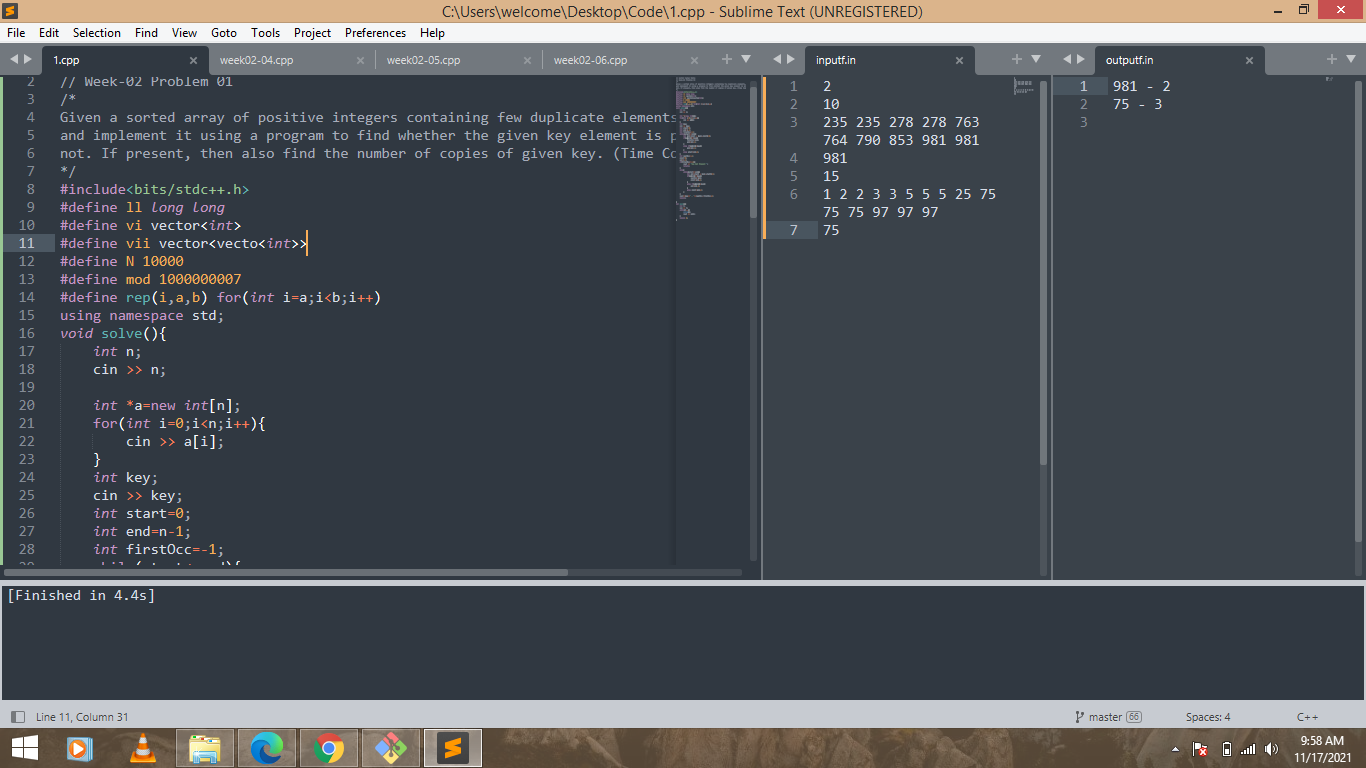 C:\Users\welcome\Desktop\Code\1.cpp - Sublime Text (UNREGISTERED)
File Edit Selection Find View Goto Tools Project Preferences Help
1.cpp
week02-04.cpp
week02-05.cpp
week02-06.cpp
2 // Week-02 Problem 01
3 /*
4 Given a sorted array of positive integers containing few duplicate elements
5 and implement it using a program to find whether the given key element is p
6 not. If present, then also find the number of copies of given key. (Time Co
7 */
8 #include<bits/stdc++.h>
9 #define ll long long
10 #define vi vector<int>
11 #define vii vector<vecto<int>>
12 #define N 10000
13 #define mod 1000000007
14 #define rep(i,a,b) for(int i=a;i<b;i++)
15 using namespace std;
16 void solve(){
17 int n;
18 cin >> n;
19
20 int *a=new int[n];
21 for(int i=0;i<n;i++){
22 cin >> a[i];
23 }
24 int key;
25 cin >> key;
26 int start=0;
27 int end=n-1;
28 int firstOcc=-1;
inputf.in
1 2
2 10
3 235 235 278 278 763
764 790 853 981 981
4 981
5 15
6 1 2 2 3 3 5 5 5 25 75
75 75 97 97 97
7 75
outputf.in
1 981 - 2
2 75 - 3
3
[Finished in 4.4s]
Line 11, Column 31
master 66
Spaces: 4
C++
9:58 AM
11/17/2021